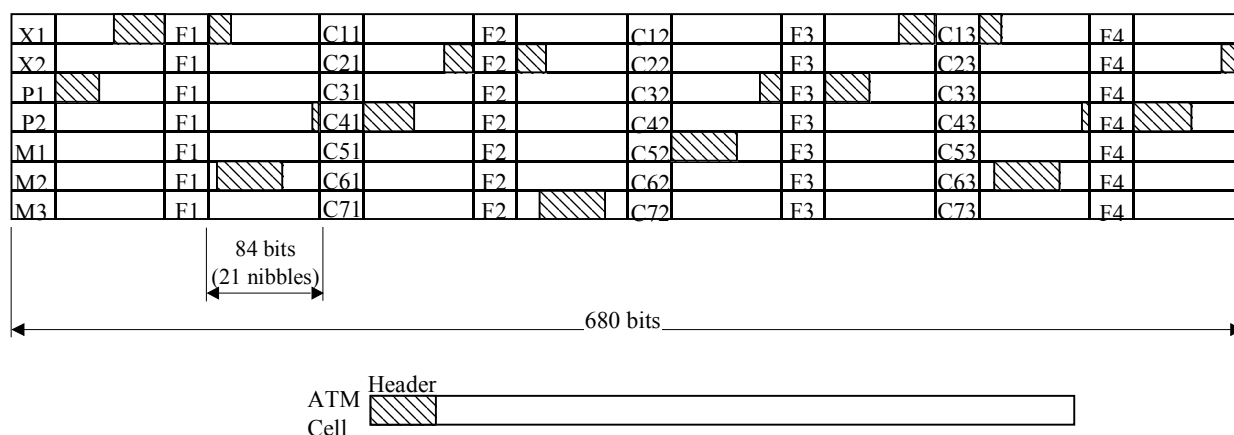 X1 F1 C11 F2 C12 F3 C13 F4
X2 F1 C21 F2 C22 F3 C23 F4
P1 F1 C31 F2 C32 F3 C33 F4
P2 F1 C41 F2 C42 F3 C43 F4
M1 F1 C51 F2 C52 F3 C53 F4
M2 F1 C61 F2 C62 F3 C63 F4
M3 F1 C71 F2 C72 F3 C73 F4
84 bits
(21 nibbles)
680 bits
Header
ATM
Cell